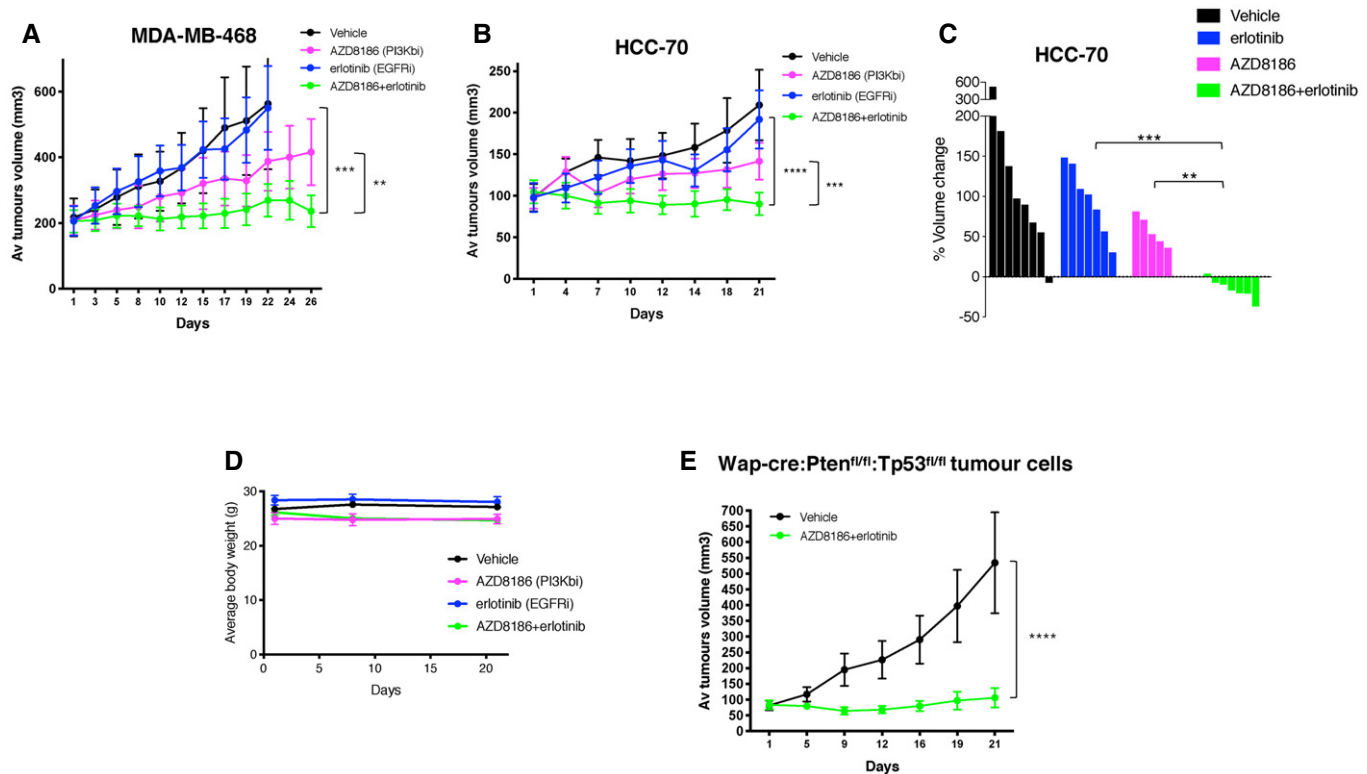 A
MDA-MB-468
Vehicle
AZD8186 (PI3Kbi)
erlotinib (EGFRi)
AZD8186+erlotinib
Av tumours volume (mm3)
600
400
200
0
1 3 5 8 10 12 15 17 19 22 24 26
Days
***
**
B
HCC-70
Vehicle
AZD8186 (PI3Kbi)
erlotinib (EGFRi)
AZD8186+erlotinib
Av tumours volume (mm3)
250
200
150
100
50
0
1 4 7 10 12 14 18 21
Days
****
***
C
HCC-70
Vehicle
erlotinib
AZD8186
AZD8186+erlotinib
% Volume change
600
300
200
150
100
50
0
-50
***
**
D
Average body weight (g)
30
20
10
0
0 5 10 15 20
Days
Vehicle
AZD8186 (PI3Kbi)
erlotinib (EGFRi)
AZD8186+erlotinib
E
Wap-cre:Ptenfl/fl:Tp53fl/fl tumour cells
Vehicle
AZD8186+erlotinib
Av tumours volume (mm3)
700
650
600
550
500
450
400
350
300
250
200
150
100
50
0
1 5 9 12 16 19 21
Days
****